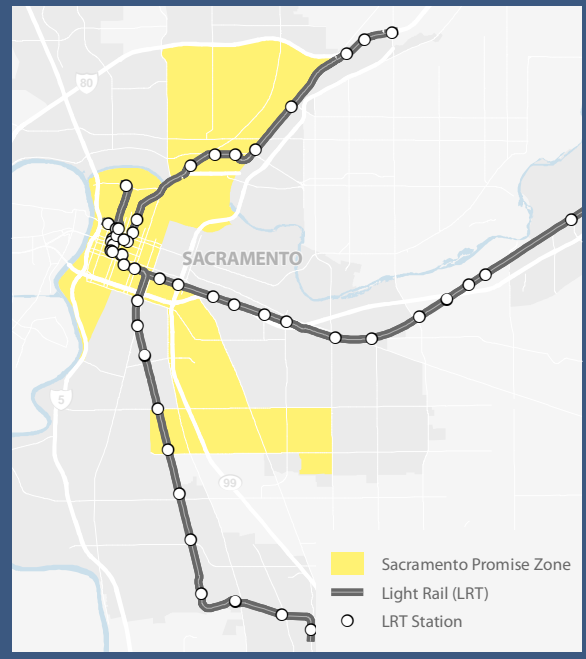 80
SACRAMENTO
5
99
Sacramento Promise Zone
Light Rail (LRT)
LRT Station